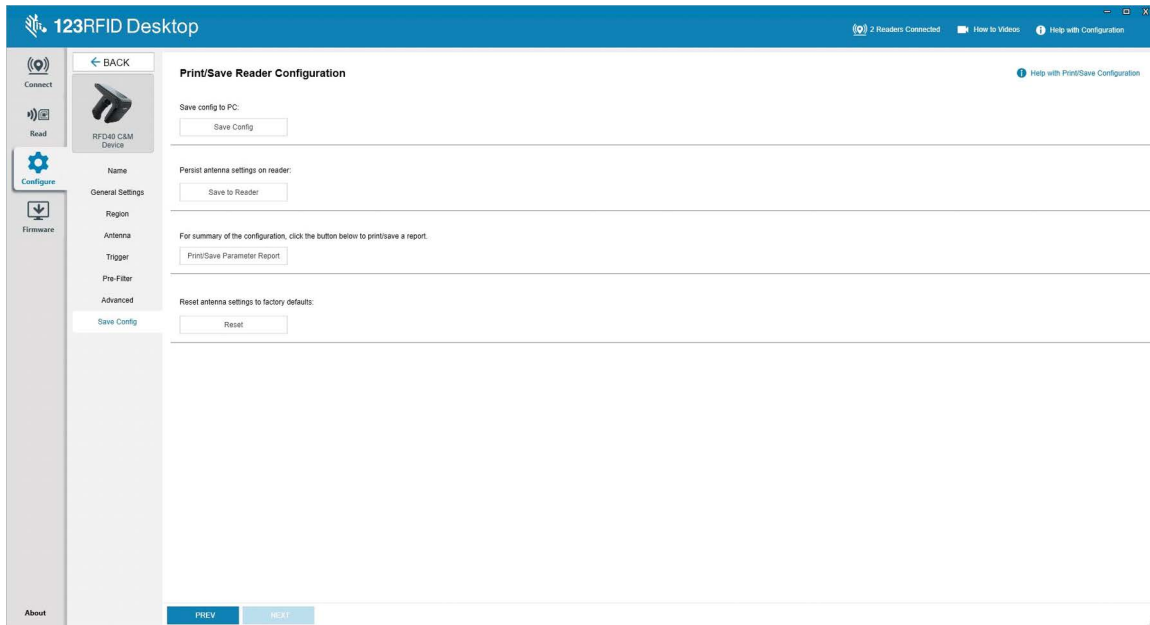 123RFID Desktop
2 Readers Connected
How to Videos
Help with Configuration
Connect
Read
Configure
Firmware
About
BACK
RFD40 C&M
Device
Name
General Settings
Region
Antenna
Trigger
Pre-Filter
Advanced
Save Config
Print/Save Reader Configuration
Help with Print/Save Configuration
Save config to PC:
Save Config
Persist antenna settings on reader:
Save to Reader
For summary of the configuration, click the button below to print/save a report.
Print/Save Parameter Report
Reset antenna settings to factory defaults:
Reset
PREV
NEXT